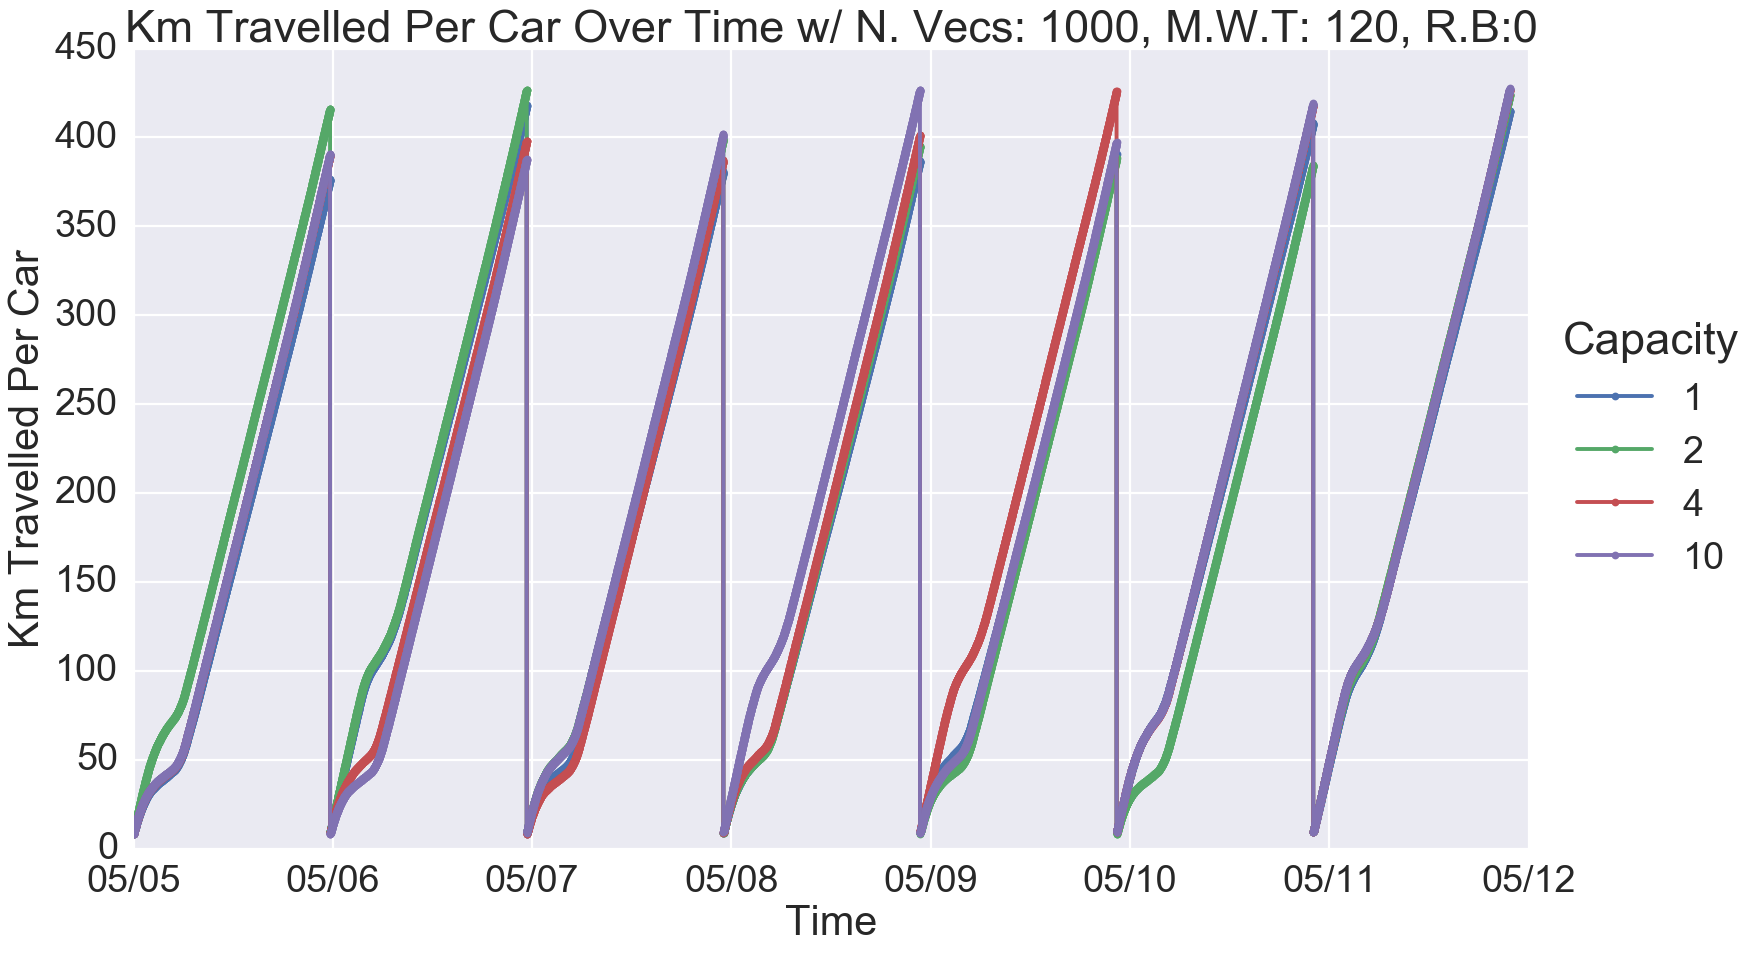 Km Travelled Per Car Over Time w/ N. Vecs: 1000, M.W.T: 120, R.B:0
Km Travelled Per Car
450
400
350
300
250
200
150
100
50
0
05/05 05/06 05/07 05/08 05/09 05/10 05/11 05/12
Time
Capacity
1
2
4
10